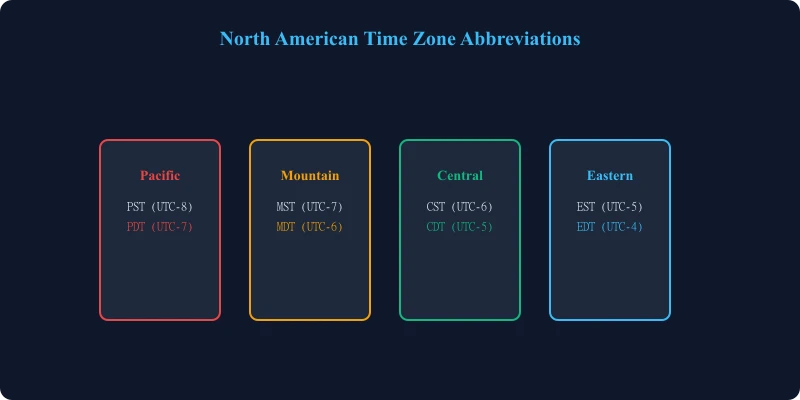 North American Time Zone Abbreviations
Pacific
PST (UTC-8)
PDT (UTC-7)
Mountain
MST (UTC-7)
MDT (UTC-6)
Central
CST (UTC-6)
CDT (UTC-5)
Eastern
EST (UTC-5)
EDT (UTC-4)